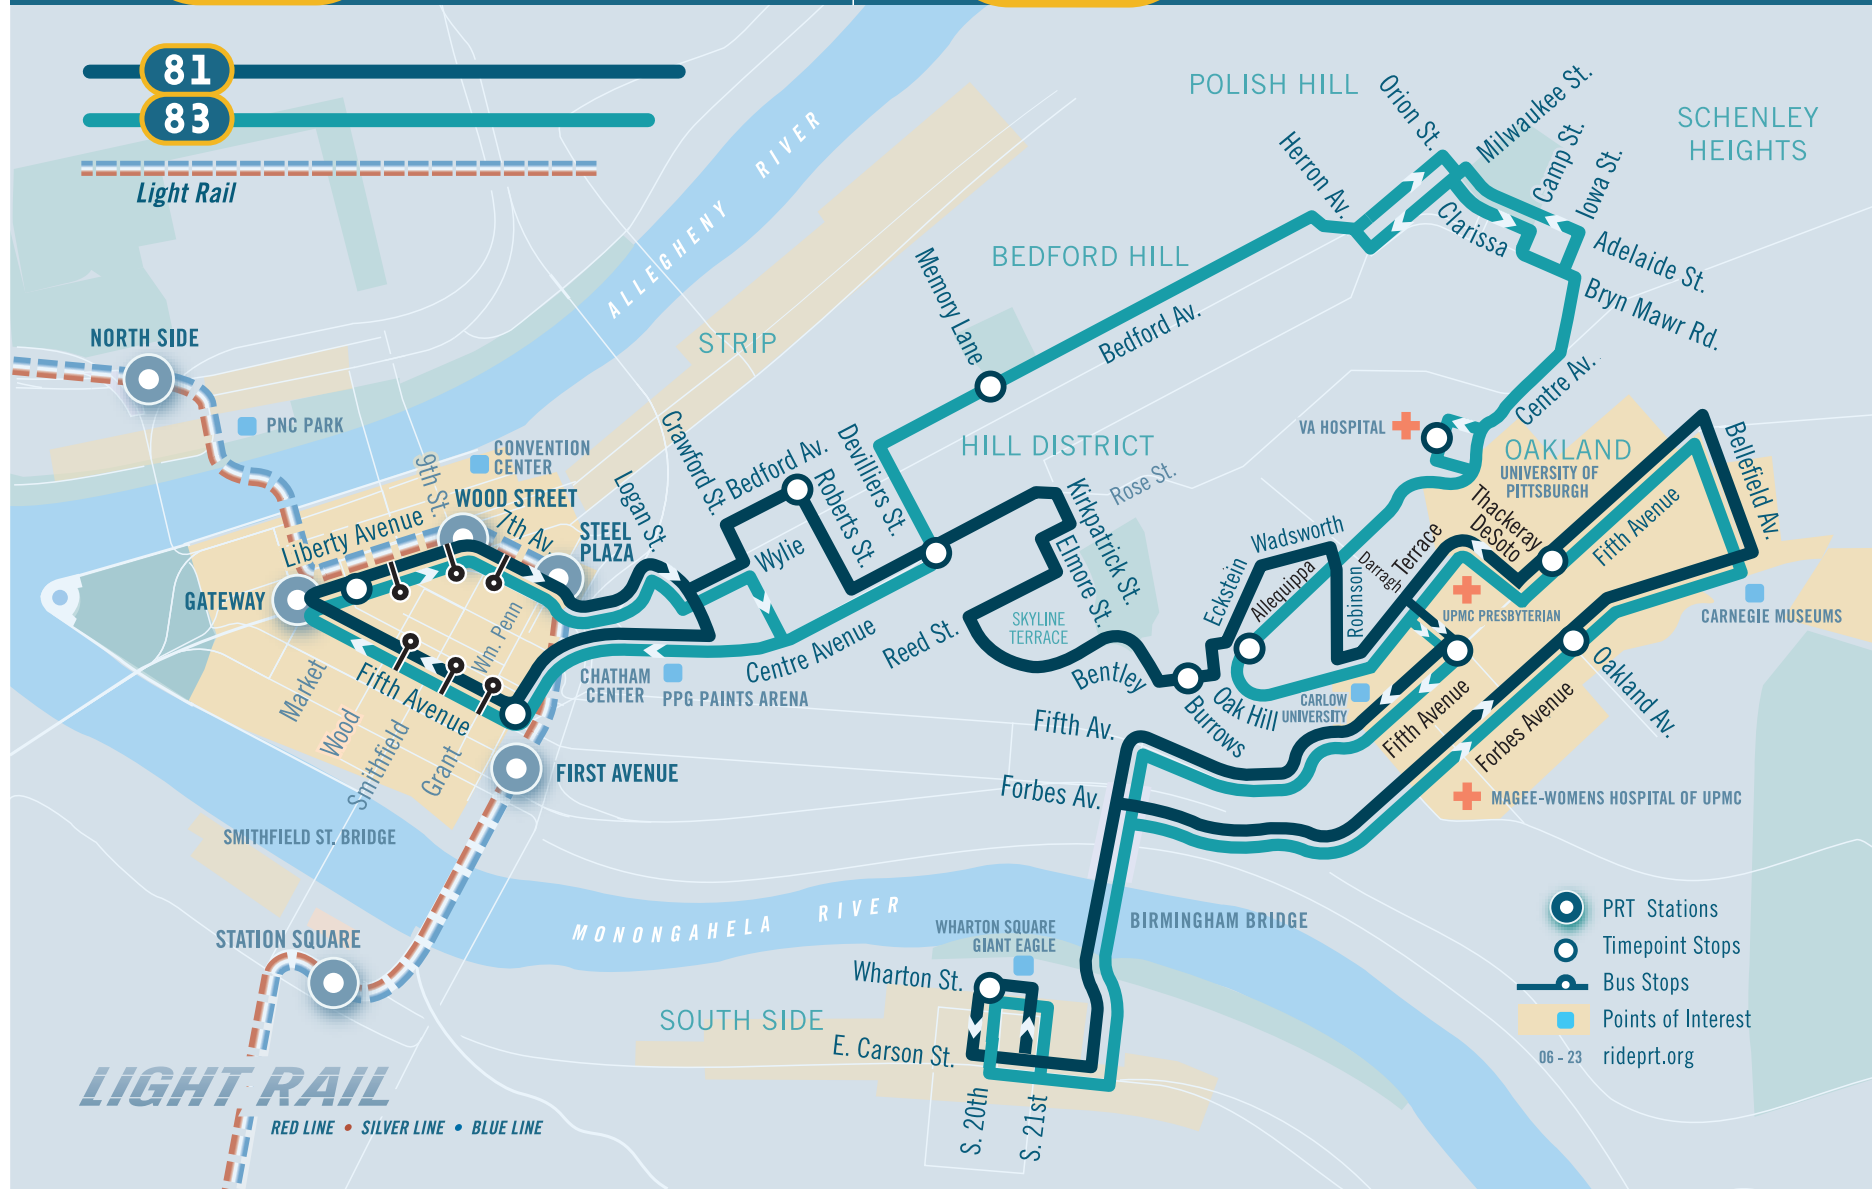 81
83
Light Rail
ALLEGHENY RIVER
POLISH HILL
SCHENLEY
HEIGHTS
Orion St.
Milwaukee St.
Herron Av.
Camp St.
Iowa St.
Clarissa
Adelaide St.
Bryn Mawr Rd.
BEDFORD HILL
Memory Lane
Bedford Av.
STRIP
NORTH SIDE
PNC PARK
CONVENTION
CENTER
9th St.
WOOD STREET
Liberty Avenue
7th Av.
STEEL
PLAZA
Logan St.
Crawford St.
Bedford Av.
Roberts St.
Devilliers St.
Wylie
HILL DISTRICT
Kirkpatrick St.
Rose St.
Elmore St.
Centre Av.
VA HOSPITAL
OAKLAND
UNIVERSITY OF
PITTSBURGH
Thackeray
DeSoto
Fifth Avenue
Bellefield Av.
Terrace
Darragh
Wadsworth
Eckstein
Allequippa
Robinson
UPMC PRESBYTERIAN
CARNEGIE MUSEUMS
GATEWAY
Wm. Penn
Market
Fifth Avenue
Wood
Smithfield
Grant
CHATHAM
CENTER
PPG PAINTS ARENA
Centre Avenue
Reed St.
SKYLINE
TERRACE
Bentley
Burrows
Oak Hill
CARLOW
UNIVERSITY
Fifth Avenue
Forbes Avenue
Oakland Av.
Fifth Av.
Forbes Av.
MAGEE-WOMENS HOSPITAL OF UPMC
FIRST AVENUE
SMITHFIELD ST. BRIDGE
STATION SQUARE
MONONGAHELA RIVER
WHARTON SQUARE
GIANT EAGLE
BIRMINGHAM BRIDGE
Wharton St.
SOUTH SIDE
E. Carson St.
S. 20th
S. 21st
PRT Stations
Timepoint Stops
Bus Stops
Points of Interest
06 - 23
rideprt.org
LIGHT RAIL
RED LINE • SILVER LINE • BLUE LINE